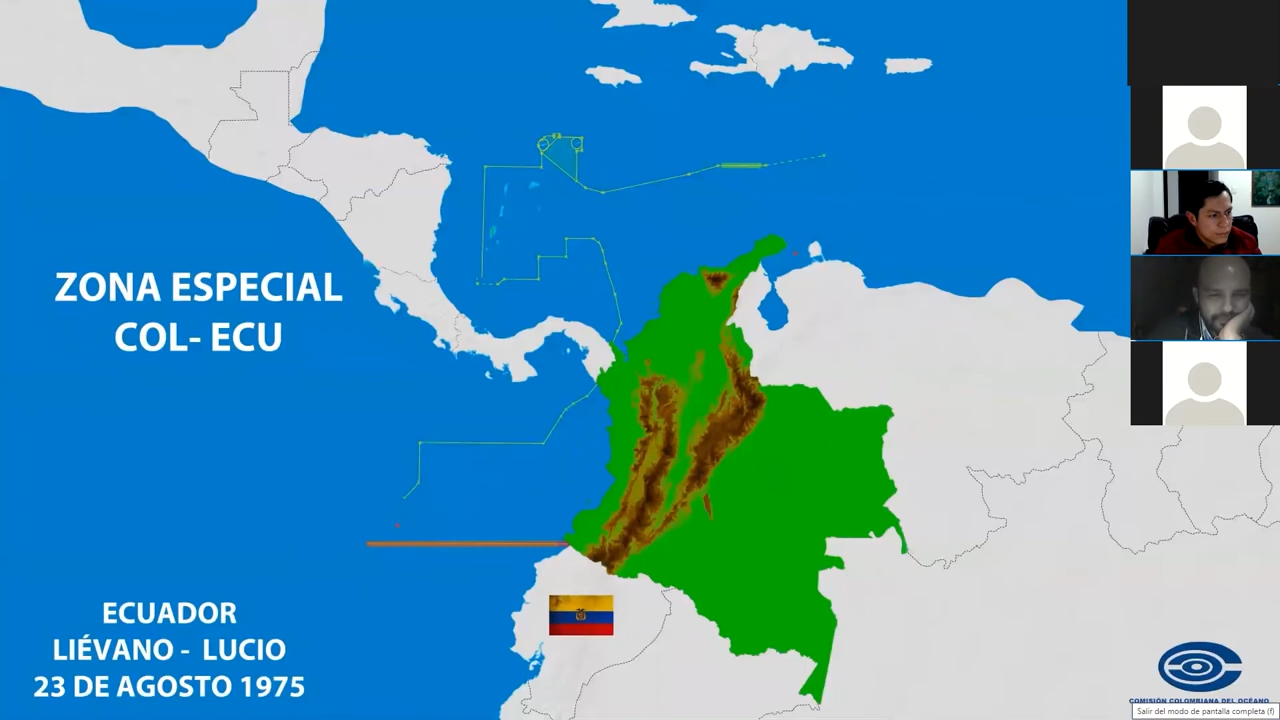 ZONA ESPECIAL
COL- ECU
ECUADOR
LIÉVANO - LUCIO
23 DE AGOSTO 1975
COMISIÓN COLOMBIANA DEL OCÉANO
Salir del modo de pantalla completa (f)